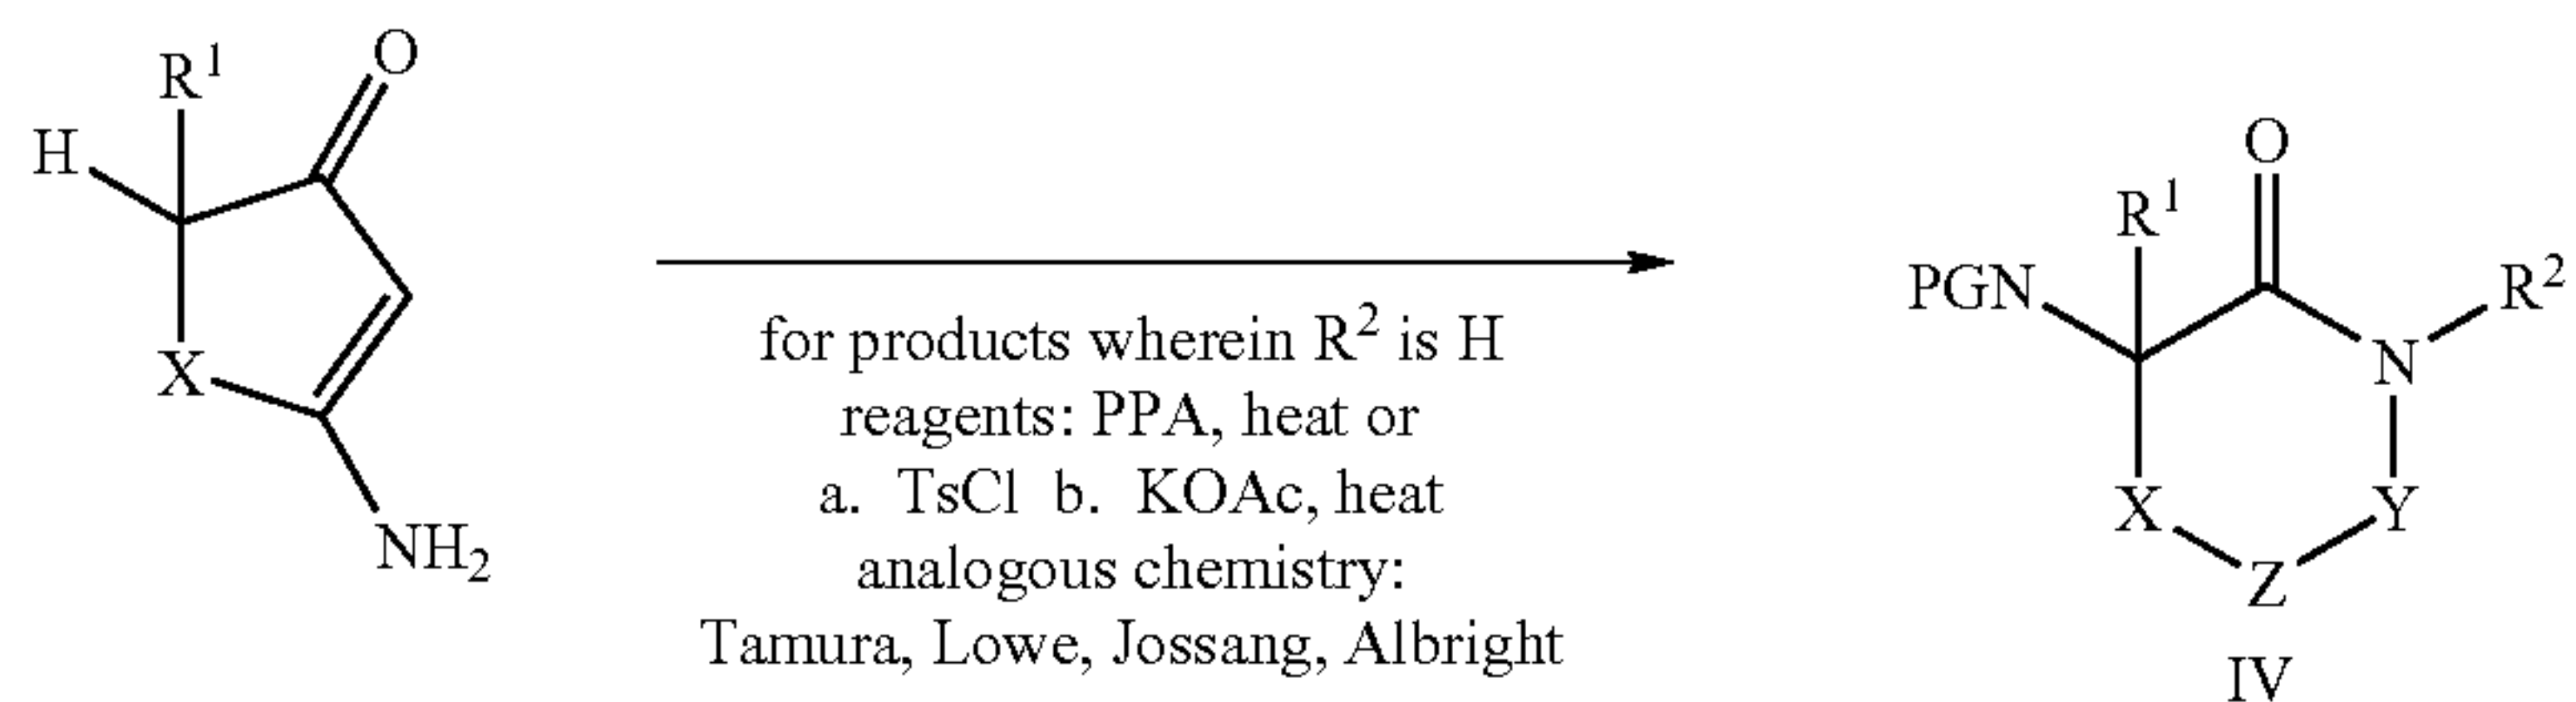 R¹
O
H
X
NH₂
for products wherein R² is H
reagents: PPA, heat or
a. TsCl b. KOAc, heat
analogous chemistry:
Tamura, Lowe, Jossang, Albright
O
R¹
PGN
R²
N
X
Y
Z
IV